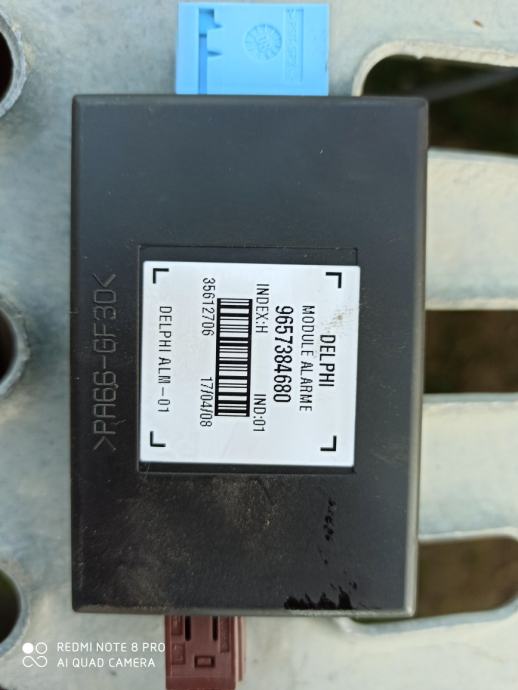 DELPHI
MODULE ALARME
9657384680
INDEX:H IND:01
35612706 17/04/08
DELPHI ALM-01
>PA66-GF30<
REDMI NOTE 8 PRO
AI QUAD CAMERA